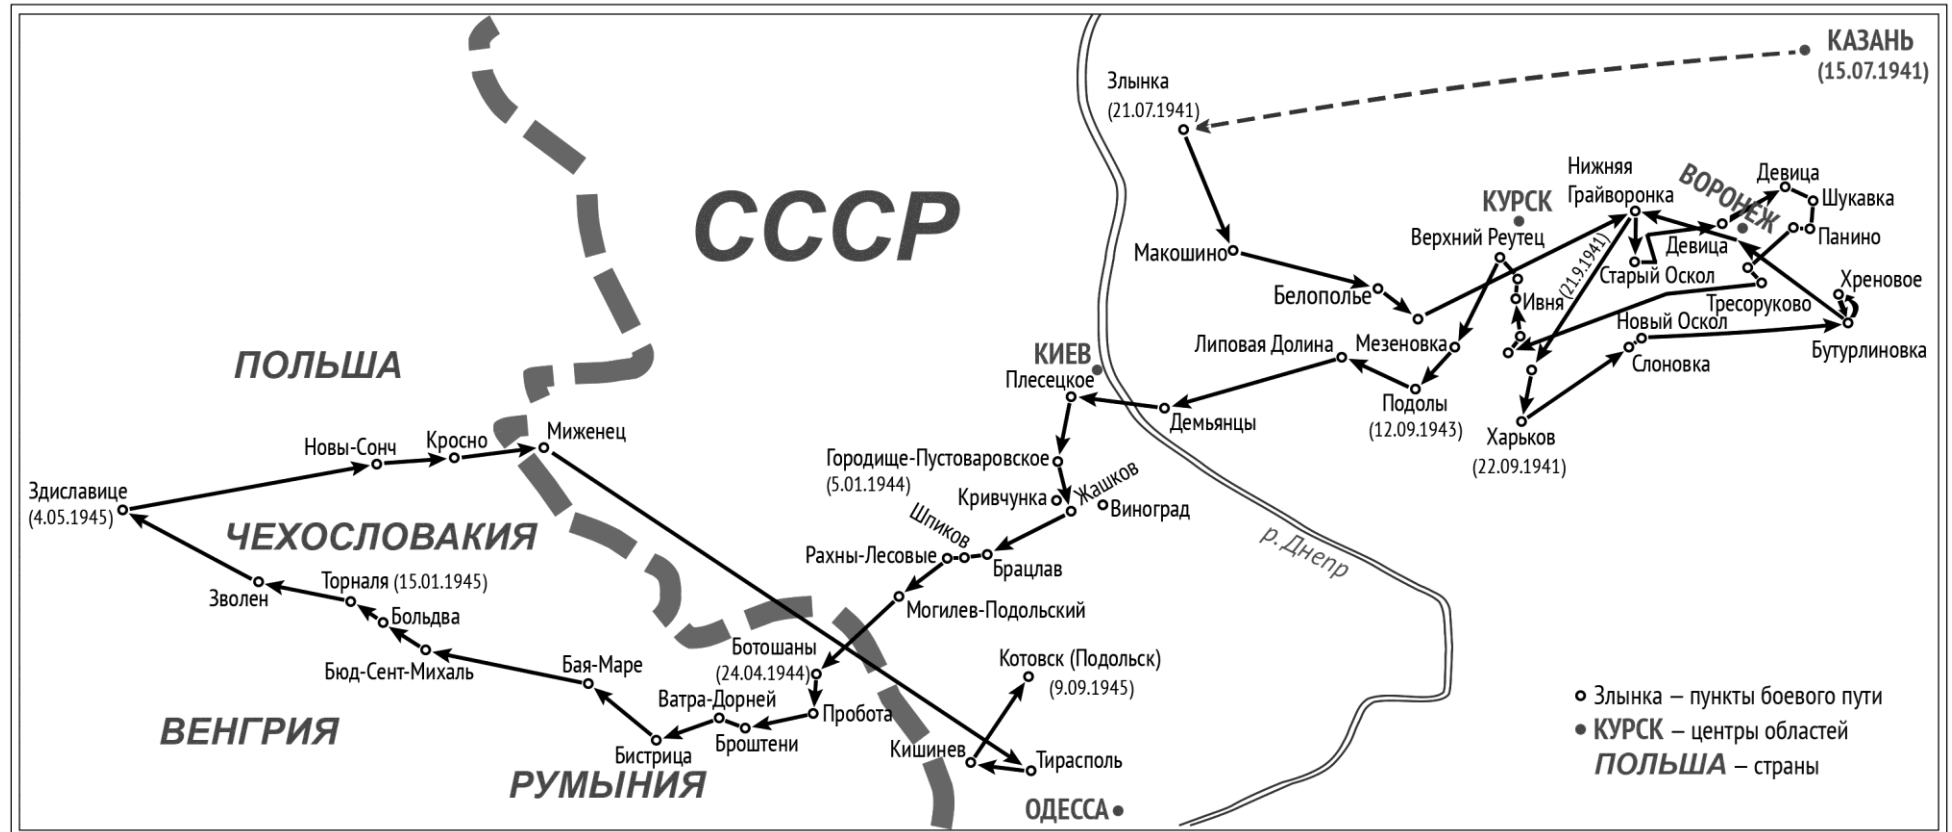 КАЗАНЬ
(15.07.1941)
Злынка
(21.07.1941)
СССР
Нижняя
Грайворонка
ВОРОНЕЖ
Девица
Шукавка
КУРСК
Верхний Реутец
Панино
Макошино
Девица
(21.9.1941)
Старый Оскол
Хреновое
Белополье
Ивня
Тресоруково
Новый Оскол
Липовая Долина
Мезеновка
Бутурлиновка
КИЕВ
Слоновка
ПОЛЬША
Плесецкое
Подолы
(12.09.1943)
Демьянцы
Харьков
(22.09.1941)
Миженец
Новы-Сонч
Кросно
Городище-Пустоваровское
(5.01.1944)
Жашков
Кривчунка
Виноград
Здиславице
(4.05.1945)
ЧЕХОСЛОВАКИЯ
Шпиков
р. Днепр
Рахны-Лесовые
Брацлав
Торналя (15.01.1945)
Зволен
Могилев-Подольский
Больдва
Ботошаны
(24.04.1944)
Бюд-Сент-Михаль
Бая-Маре
Котовск (Подольск)
(9.09.1945)
Ватра-Дорней
Пробота
ВЕНГРИЯ
Броштени
Бистрица
Кишинев
Тирасполь
РУМЫНИЯ
ОДЕССА
Злынка – пункты боевого пути
КУРСК – центры областей
ПОЛЬША – страны